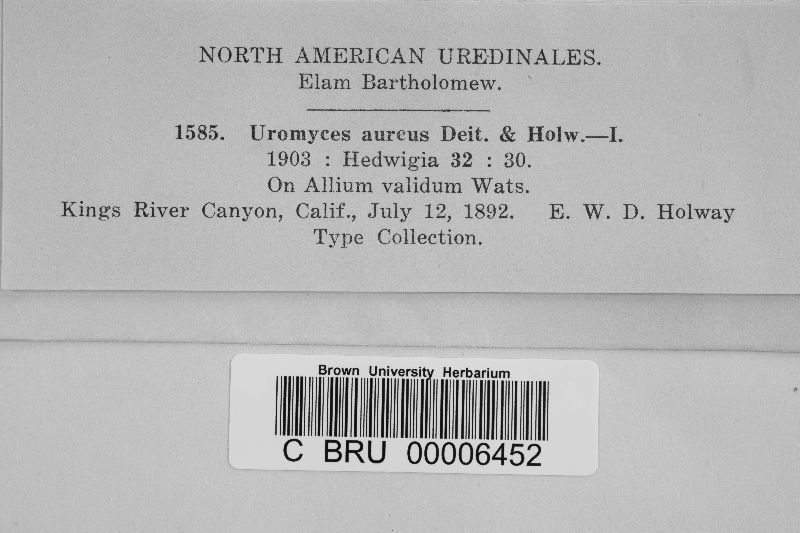 NORTH AMERICAN UREDINALES.
Elam Bartholomew.
1585. Uromyces aureus Deit. & Holw.—I.
1903 : Hedwigia 32 : 30.
On Allium validum Wats.
Kings River Canyon, Calif., July 12, 1892. E. W. D. Holway
Type Collection.
Brown University Herbarium
C BRU 00006452